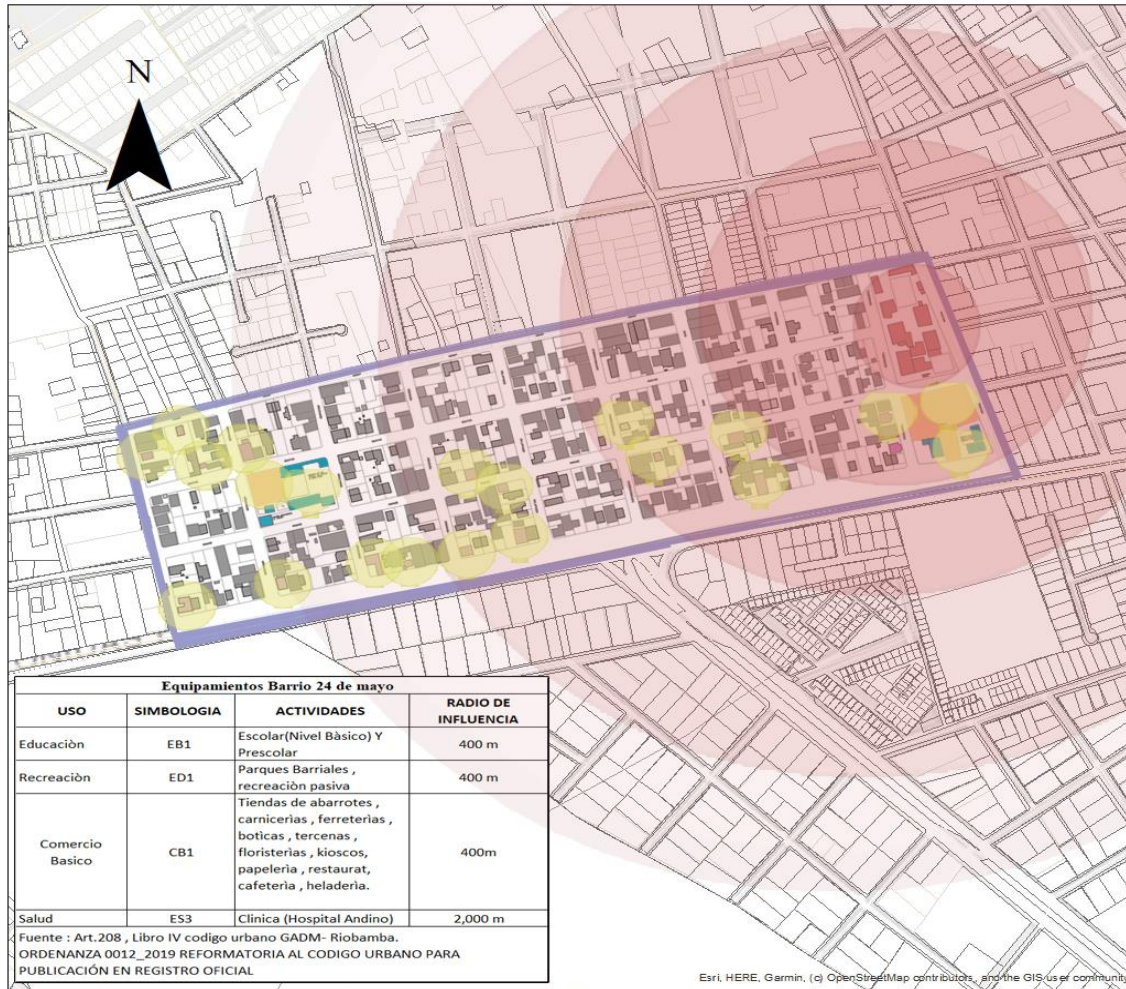 N
Equipamientos Barrio 24 de mayo
USO SIMBOLOGIA ACTIVIDADES RADIO DE
INFLUENCIA
Educaciòn EB1 Escolar(Nivel Bàsico) Y
Prescolar 400 m
Recreaciòn ED1 Parques Barriales ,
recreaciòn pasiva 400 m
Comercio
Basico CB1 Tiendas de abarrotes ,
carnicerìas , ferreterìas ,
botìcas , tercenas ,
floristerìas , kioscos,
papelerìa , restaurat,
cafeterìa , heladerìa. 400m
Salud ES3 Clinica (Hospital Andino) 2,000 m
Fuente : Art.208 , Libro IV codigo urbano GADM- Riobamba.
ORDENANZA 0012_2019 REFORMATORIA AL CODIGO URBANO PARA
PUBLICACIÓN EN REGISTRO OFICIAL
Esri, HERE, Garmin, (c) OpenStreetMap contributors, and the GIS user community